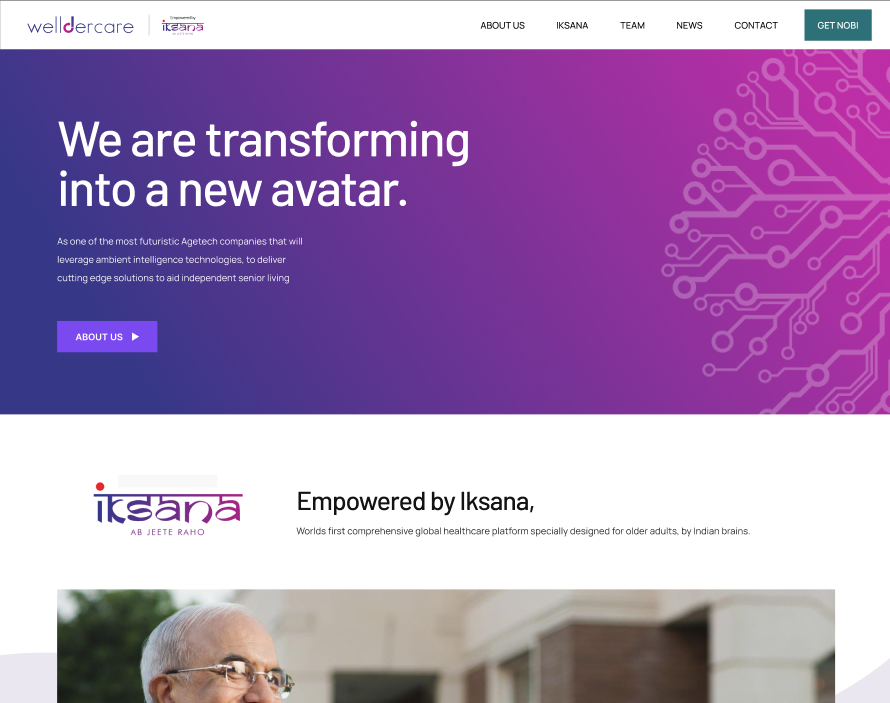 welldercare
Empowered by
iksana
ABOUT US
IKSANA
TEAM
NEWS
CONTACT
GET NOBI
We are transforming
into a new avatar.
As one of the most futuristic Agetech companies that will
leverage ambient intelligence technologies, to deliver
cutting edge solutions to aid independent senior living
ABOUT US
iksana
AB JEETE RAHO
Empowered by Iksana,
Worlds first comprehensive global healthcare platform specially designed for older adults, by Indian brains.